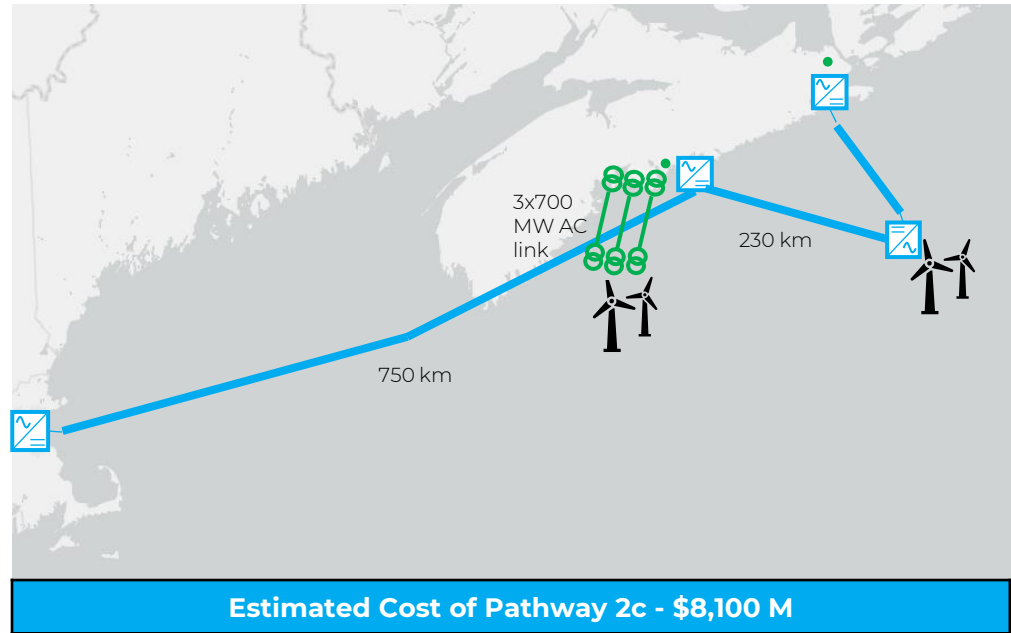 3x700
MW AC
link
230 km
750 km
Estimated Cost of Pathway 2c - $8,100 M